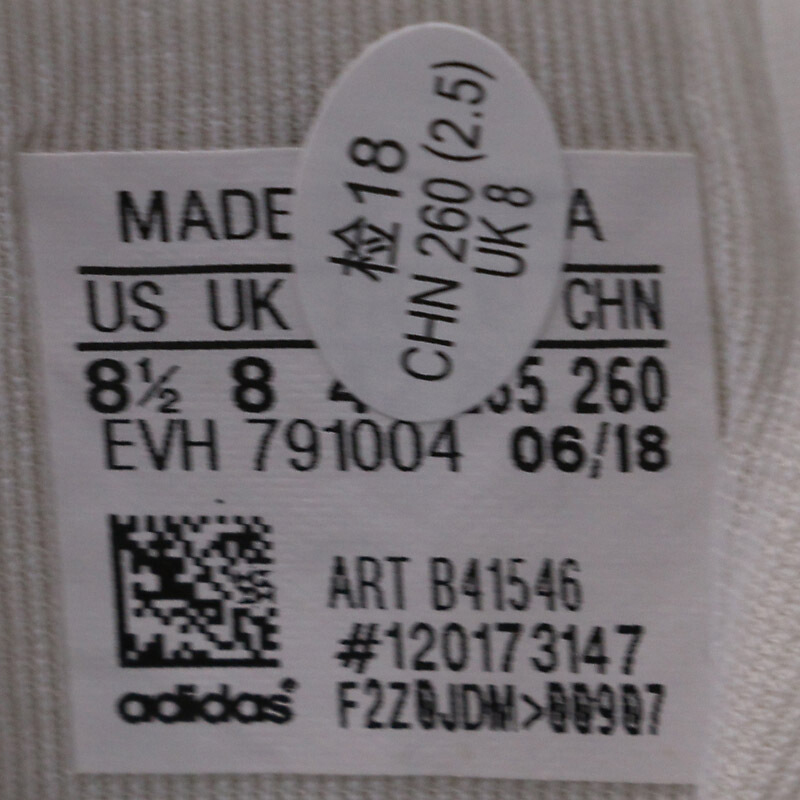 检18
CHN 260 (2.5)
UK 8
MADE A
US UK CHN
8½ 8 260
EVH 791004 06/18
ART B41546
#120173147
adidas
F2Z0JDM>00907